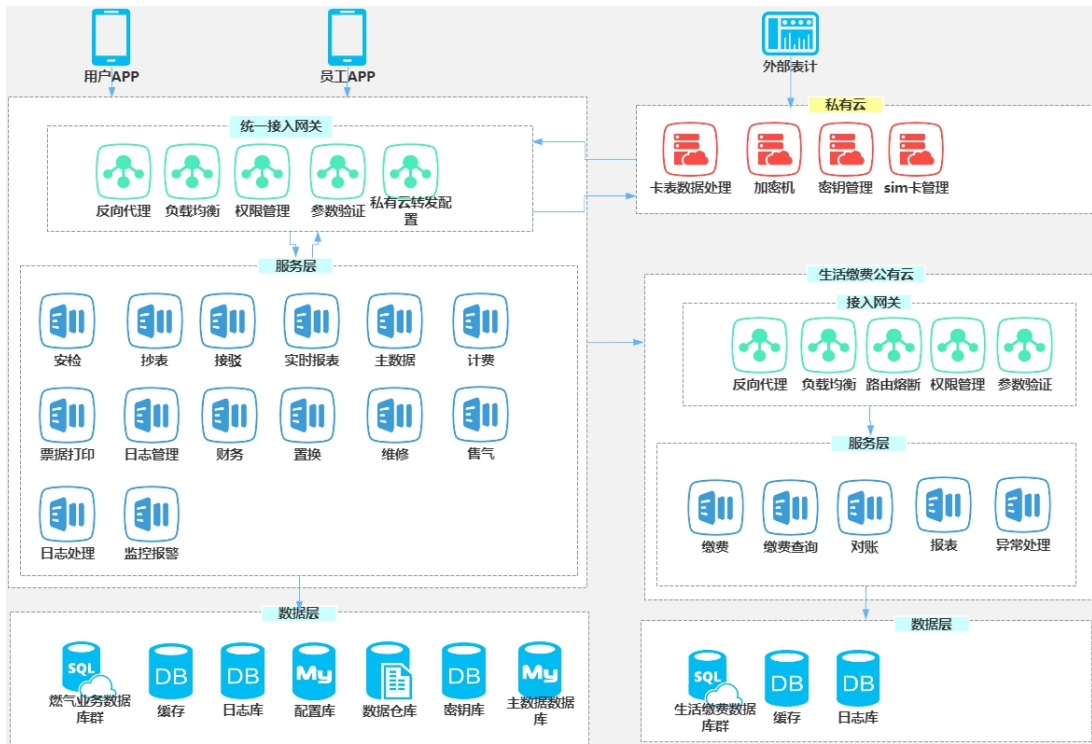 用户APP
员工APP
外部表计
统一接入网关
反向代理
负载均衡
权限管理
参数验证
私有云转发配
置
私有云
卡表数据处理
加密机
密钥管理
sim卡管理
服务层
安检
抄表
接驳
实时报表
主数据
计费
票据打印
日志管理
财务
置换
维修
售气
日志处理
监控报警
生活缴费公有云
接入网关
反向代理
负载均衡
路由熔断
权限管理
参数验证
服务层
缴费
缴费查询
对账
报表
异常处理
数据层
SQL
燃气业务数据
库群
DB
缓存
DB
日志库
My
配置库
数据仓库
DB
密钥库
My
主数据数据
库
数据层
SQL
生活缴费数据
库群
DB
缓存
DB
日志库